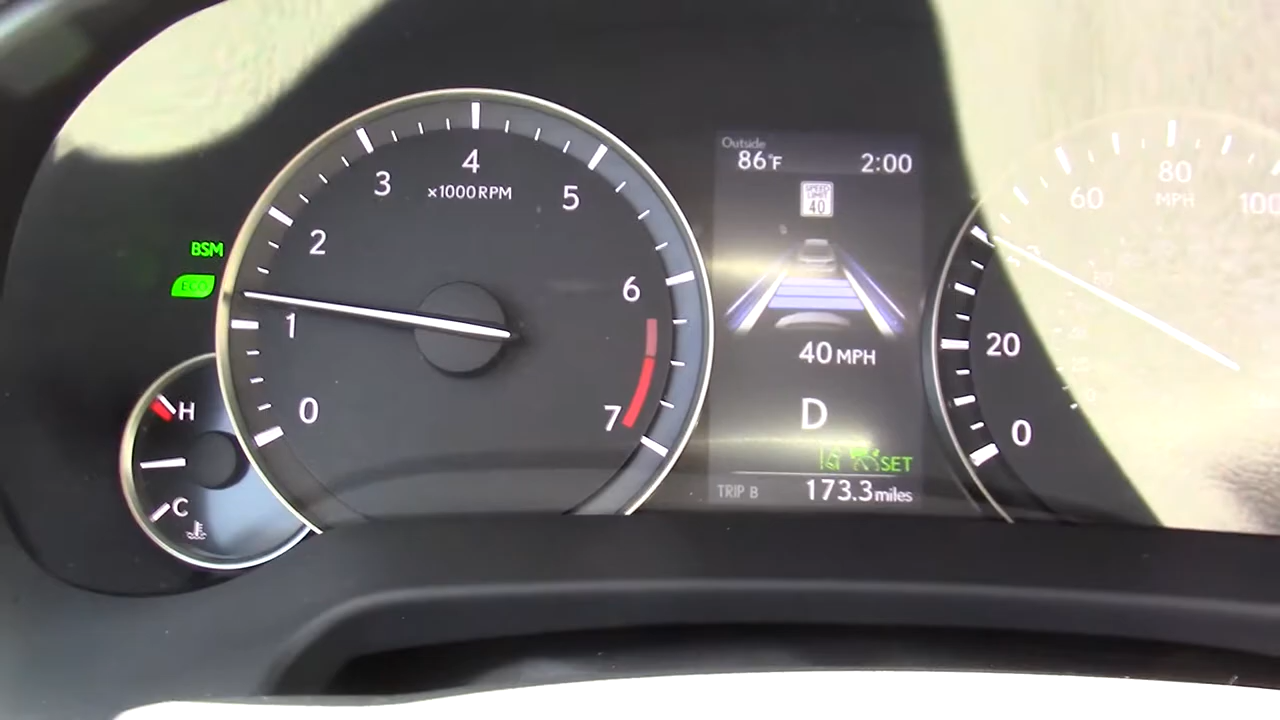 BSM
ECO
4
3
5
×1000RPM
2
6
1
0
7
H
C
Outside
86°F 2:00
SPEED
LIMIT
40
40 MPH
D
SET
TRIP B 173.3 miles
80
60
100
MPH
20
0